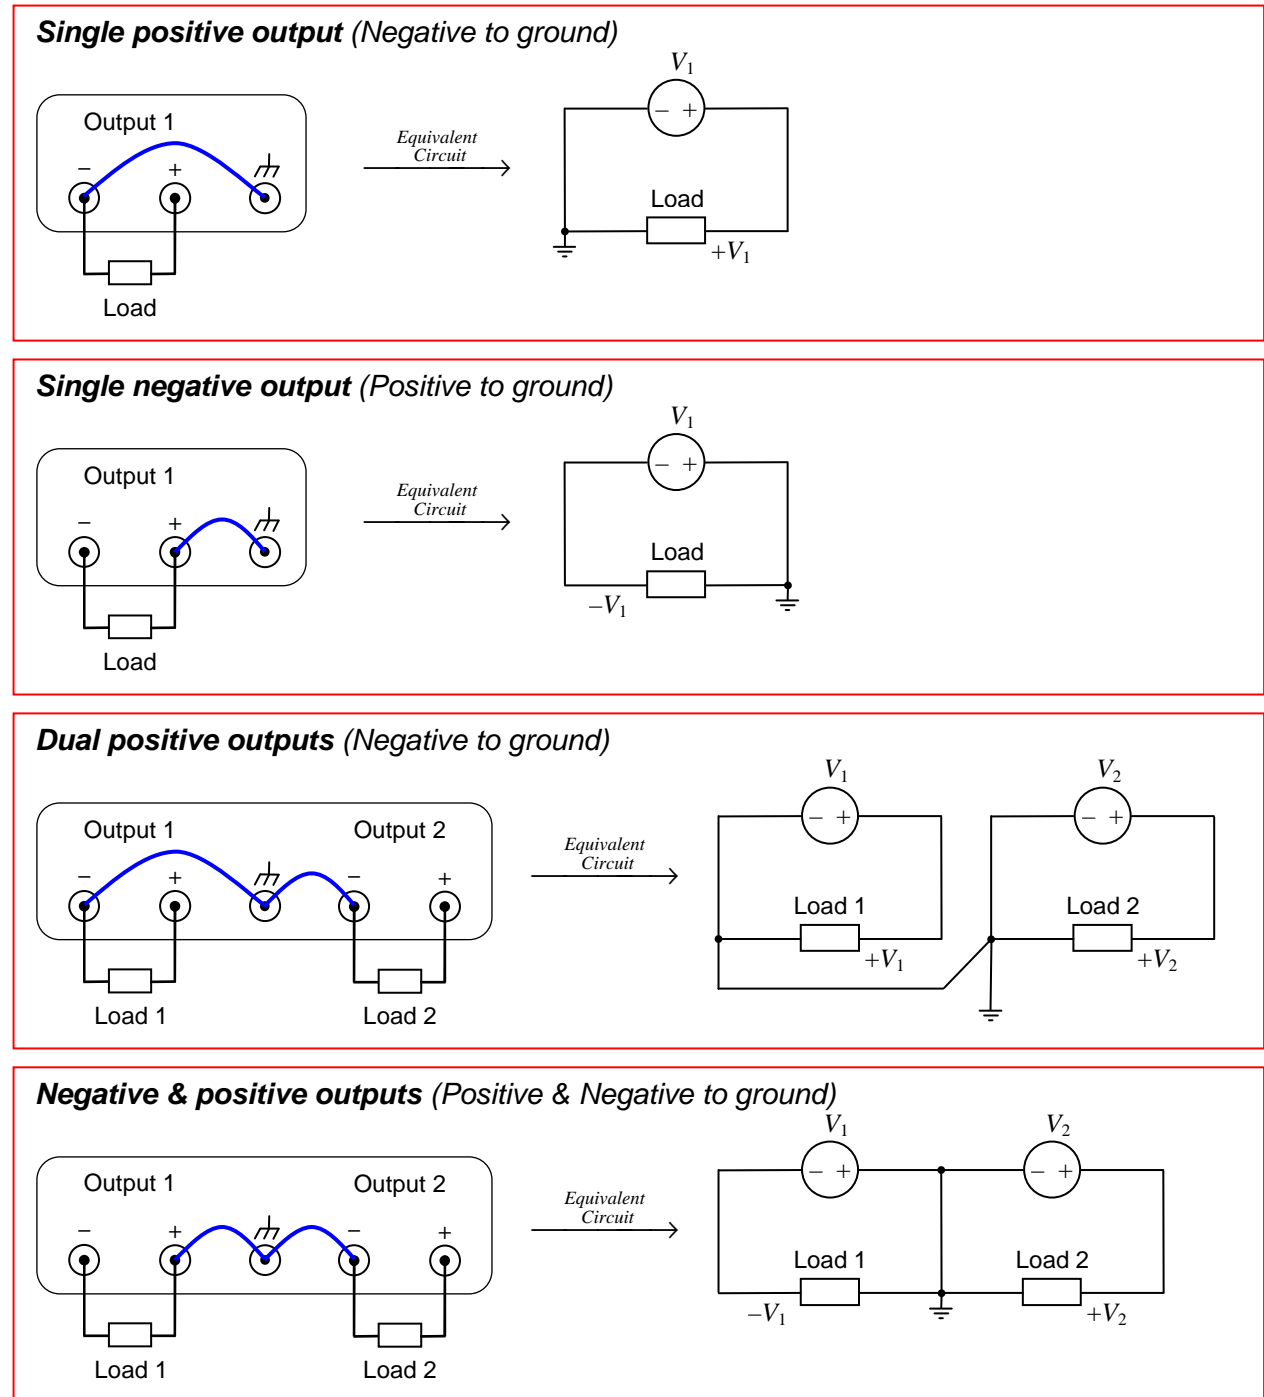 Single positive output (Negative to ground)
Output 1
− +
Load
Equivalent
Circuit
V1
− +
Load
+V1
Single negative output (Positive to ground)
Output 1
− +
Load
Equivalent
Circuit
V1
− +
Load
−V1
Dual positive outputs (Negative to ground)
Output 1 Output 2
− + − +
Load 1 Load 2
Equivalent
Circuit
V1 V2
− + − +
Load 1 Load 2
+V1 +V2
Negative & positive outputs (Positive & Negative to ground)
Output 1 Output 2
− + − +
Load 1 Load 2
Equivalent
Circuit
V1 V2
− + − +
Load 1 Load 2
−V1 +V2